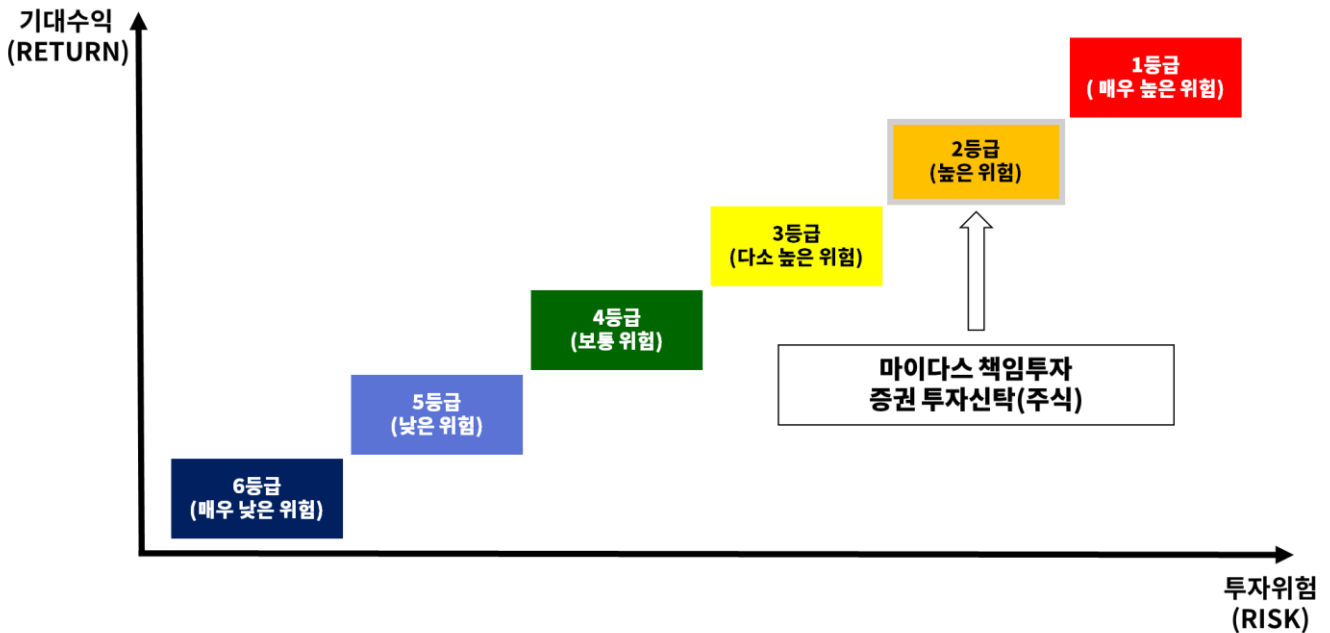 기대수익
(RETURN)
1등급
( 매우 높은 위험)
2등급
(높은 위험)
3등급
(다소 높은 위험)
4등급
(보통 위험)
마이다스 책임투자
증권 투자신탁(주식)
5등급
(낮은 위험)
6등급
(매우 낮은 위험)
투자위험
(RISK)